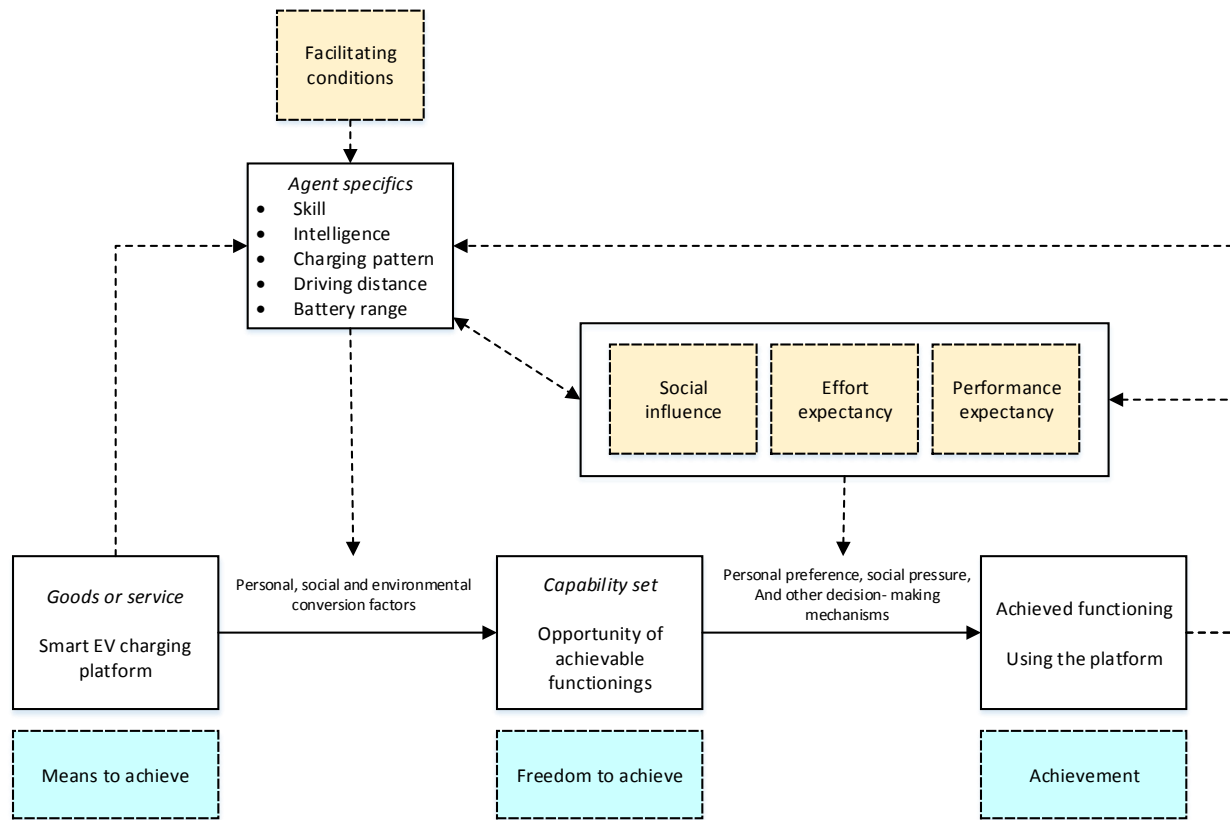 Facilitating
conditions
Agent specifics
• Skill
• Intelligence
• Charging pattern
• Driving distance
• Battery range
Social
influence
Effort
expectancy
Performance
expectancy
Goods or service
Smart EV charging
platform
Personal, social and environmental
conversion factors
Capability set
Opportunity of
achievable
functionings
Personal preference, social pressure,
And other decision- making
mechanisms
Achieved functioning
Using the platform
Means to achieve
Freedom to achieve
Achievement